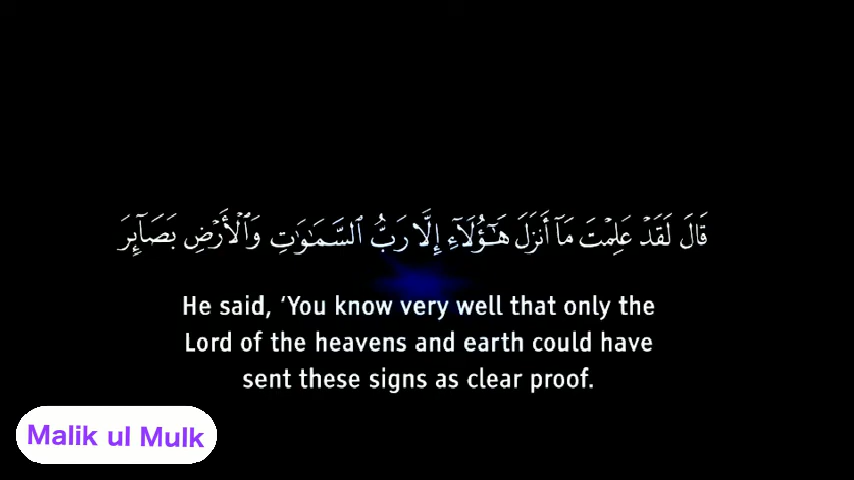 قَالَ لَقَدْ عَلِمْتَ مَآ أَنزَلَ هَـٰٓؤُلَآءِ إِلَّا رَبُّ ٱلسَّمَـٰوَٰتِ وَٱلْأَرْضِ بَصَآئِرَ
He said, ‘You know very well that only the
Lord of the heavens and earth could have
sent these signs as clear proof.
Malik ul Mulk